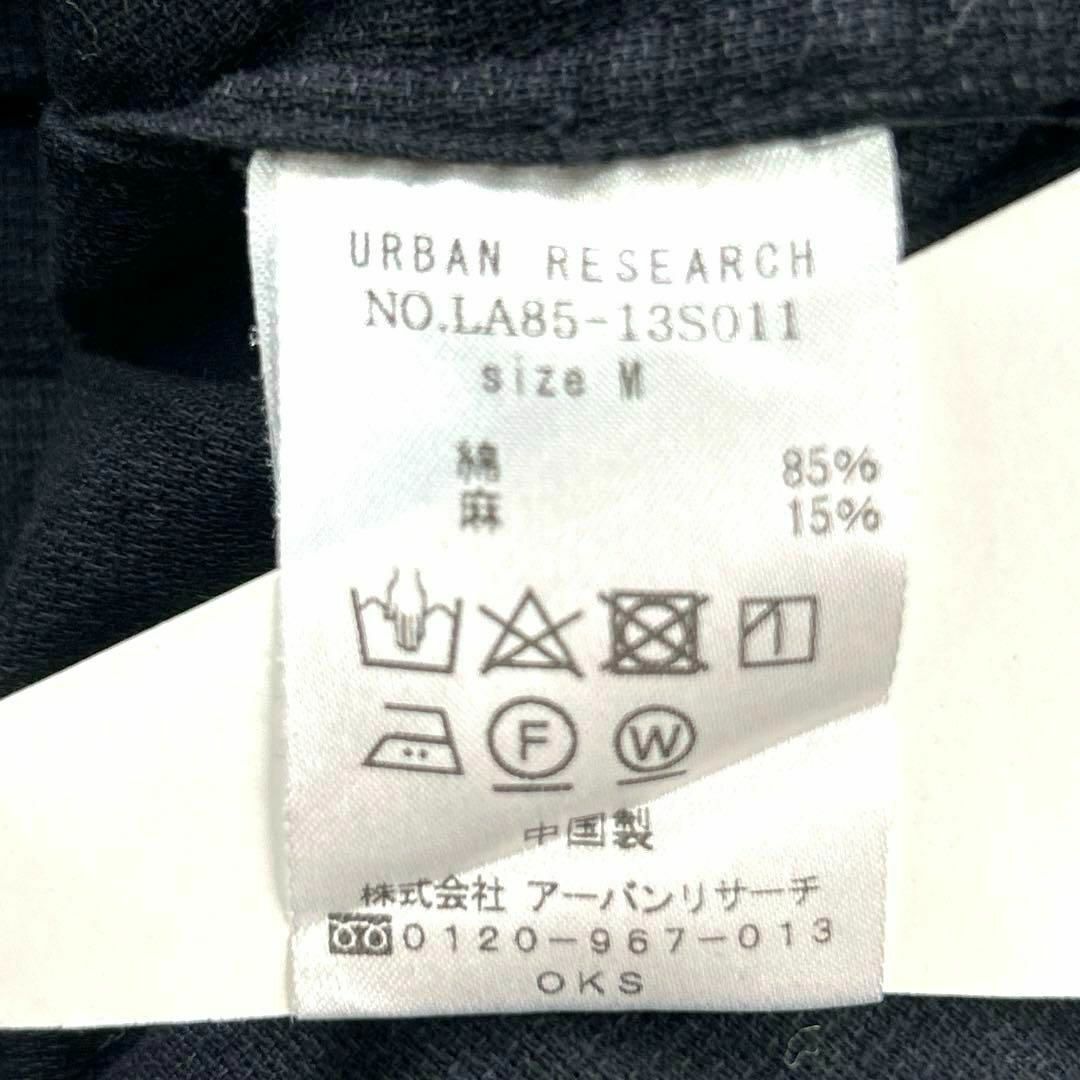 URBAN RESEARCH
NO.LA85-13S011
size M
綿 85%
麻 15%
F W
中国製
株式会社 アーバンリサーチ
0120-967-013
OKS